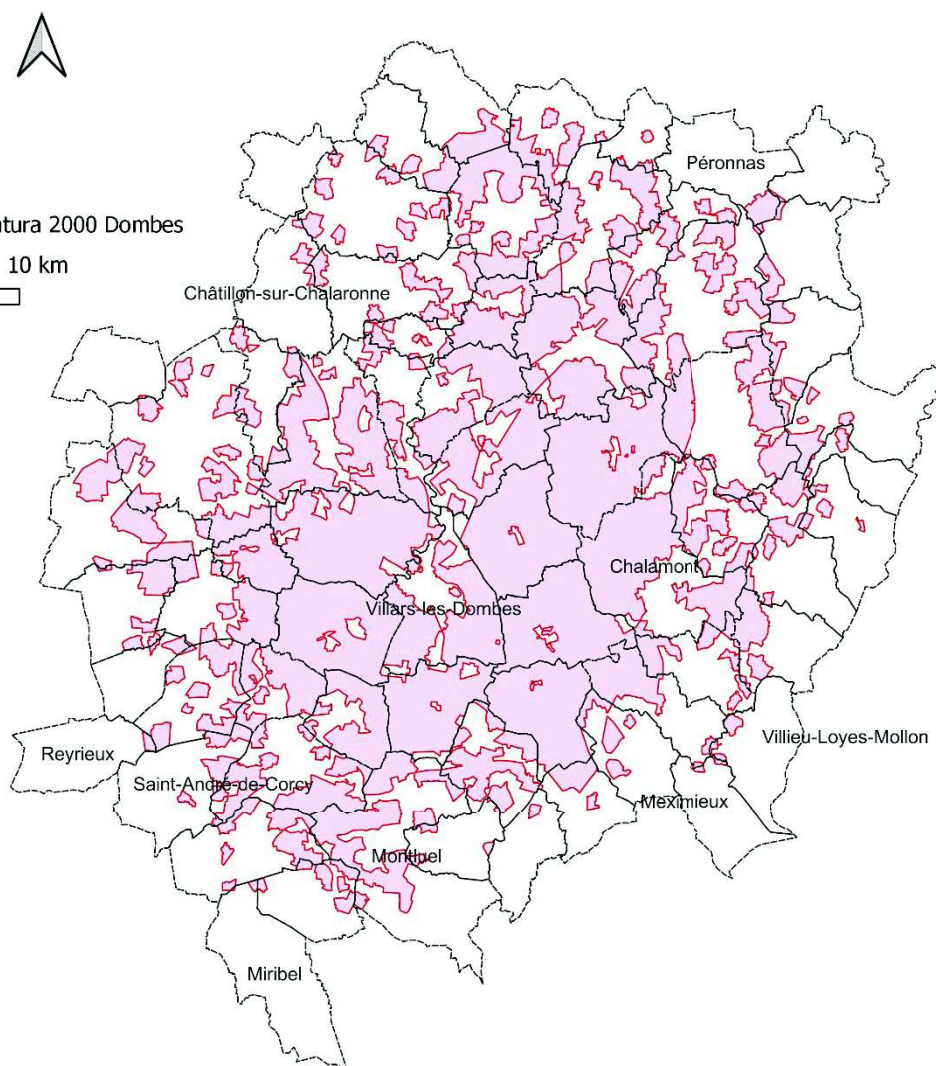 Péronnas
tura 2000 Dombes
10 km
Châtillon-sur-Chalaronne
Chalamont
Villars-les-Dombes
Villieu-Loyes-Mollon
Reyrieux
Saint-André-de-Corcy
Meximieux
Montluel
Miribel